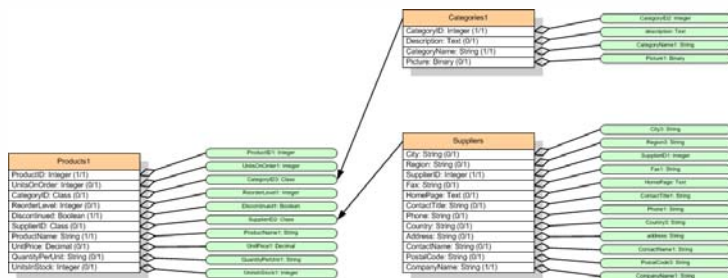 Categories1
CategoryID: Integer (1/1)
Description: Text (0/1)
CategoryName: String (1/1)
Picture: Binary (0/1)
CategoryID2: Integer
description: Text
CategoryName1: String
Picture1: Binary
Products1
ProductID: Integer (1/1)
UnitsOnOrder: Integer (0/1)
CategoryID: Class (0/1)
ReorderLevel: Integer (0/1)
Discontinued: Boolean (1/1)
SupplierID: Class (0/1)
ProductName: String (1/1)
UnitPrice: Decimal (0/1)
QuantityPerUnit: String (0/1)
UnitsInStock: Integer (0/1)
ProductID1: Integer
UnitsOnOrder1: Integer
CategoryID3: Class
ReorderLevel1: Integer
Discontinued1: Boolean
SupplierID2: Class
ProductName1: String
UnitPrice1: Decimal
QuantityPerUnit1: String
UnitsInStock1: Integer
Suppliers
City: String (0/1)
Region: String (0/1)
SupplierID: Integer (1/1)
Fax: String (0/1)
HomePage: Text (0/1)
ContactTitle: String (0/1)
Phone: String (0/1)
Country: String (0/1)
Address: String (0/1)
ContactName: String (0/1)
PostalCode: String (0/1)
CompanyName: String (1/1)
City3: String
Region3: String
SupplierID1: Integer
Fax1: String
HomePage: Text
ContactTitle1: String
Phone1: String
Country3: String
address: String
ContactName1: String
PostalCode3: String
CompanyName1: String